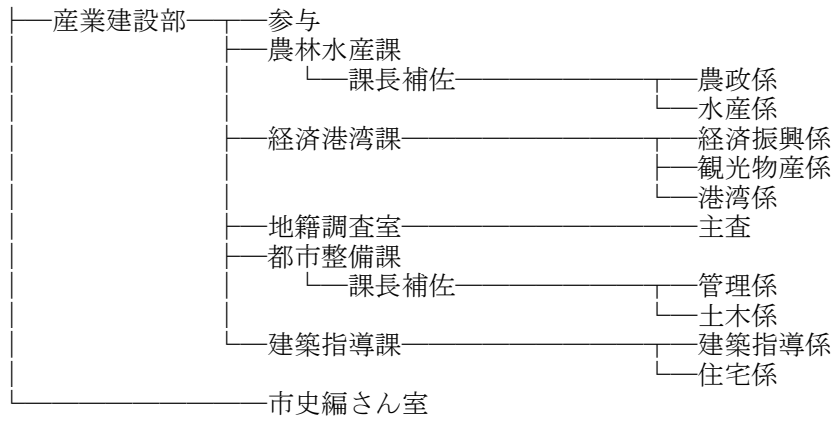 産業建設部 参与
農林水産課
課長補佐 農政係
水産係
経済港湾課 経済振興係
観光物産係
港湾係
地籍調査室 主査
都市整備課
課長補佐 管理係
土木係
建築指導課 建築指導係
住宅係
市史編さん室